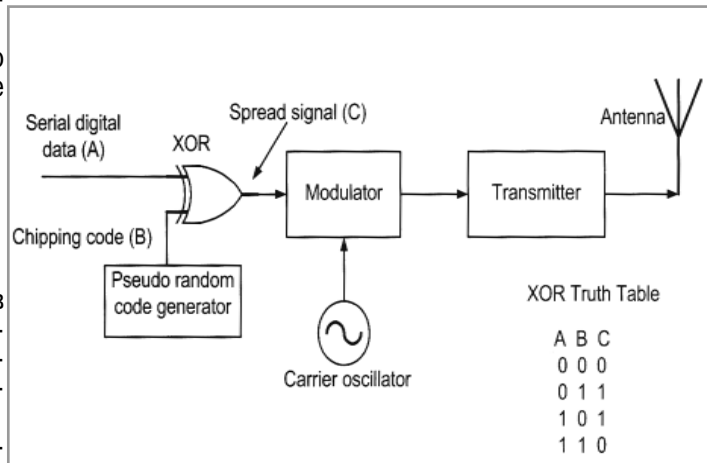 Spread signal (C)
Serial digital
data (A)
XOR
Antenna
Modulator
Transmitter
Chipping code (B)
Pseudo random
code generator
XOR Truth Table
Carrier oscillator
A B C
0 0 0
0 1 1
1 0 1
1 1 0